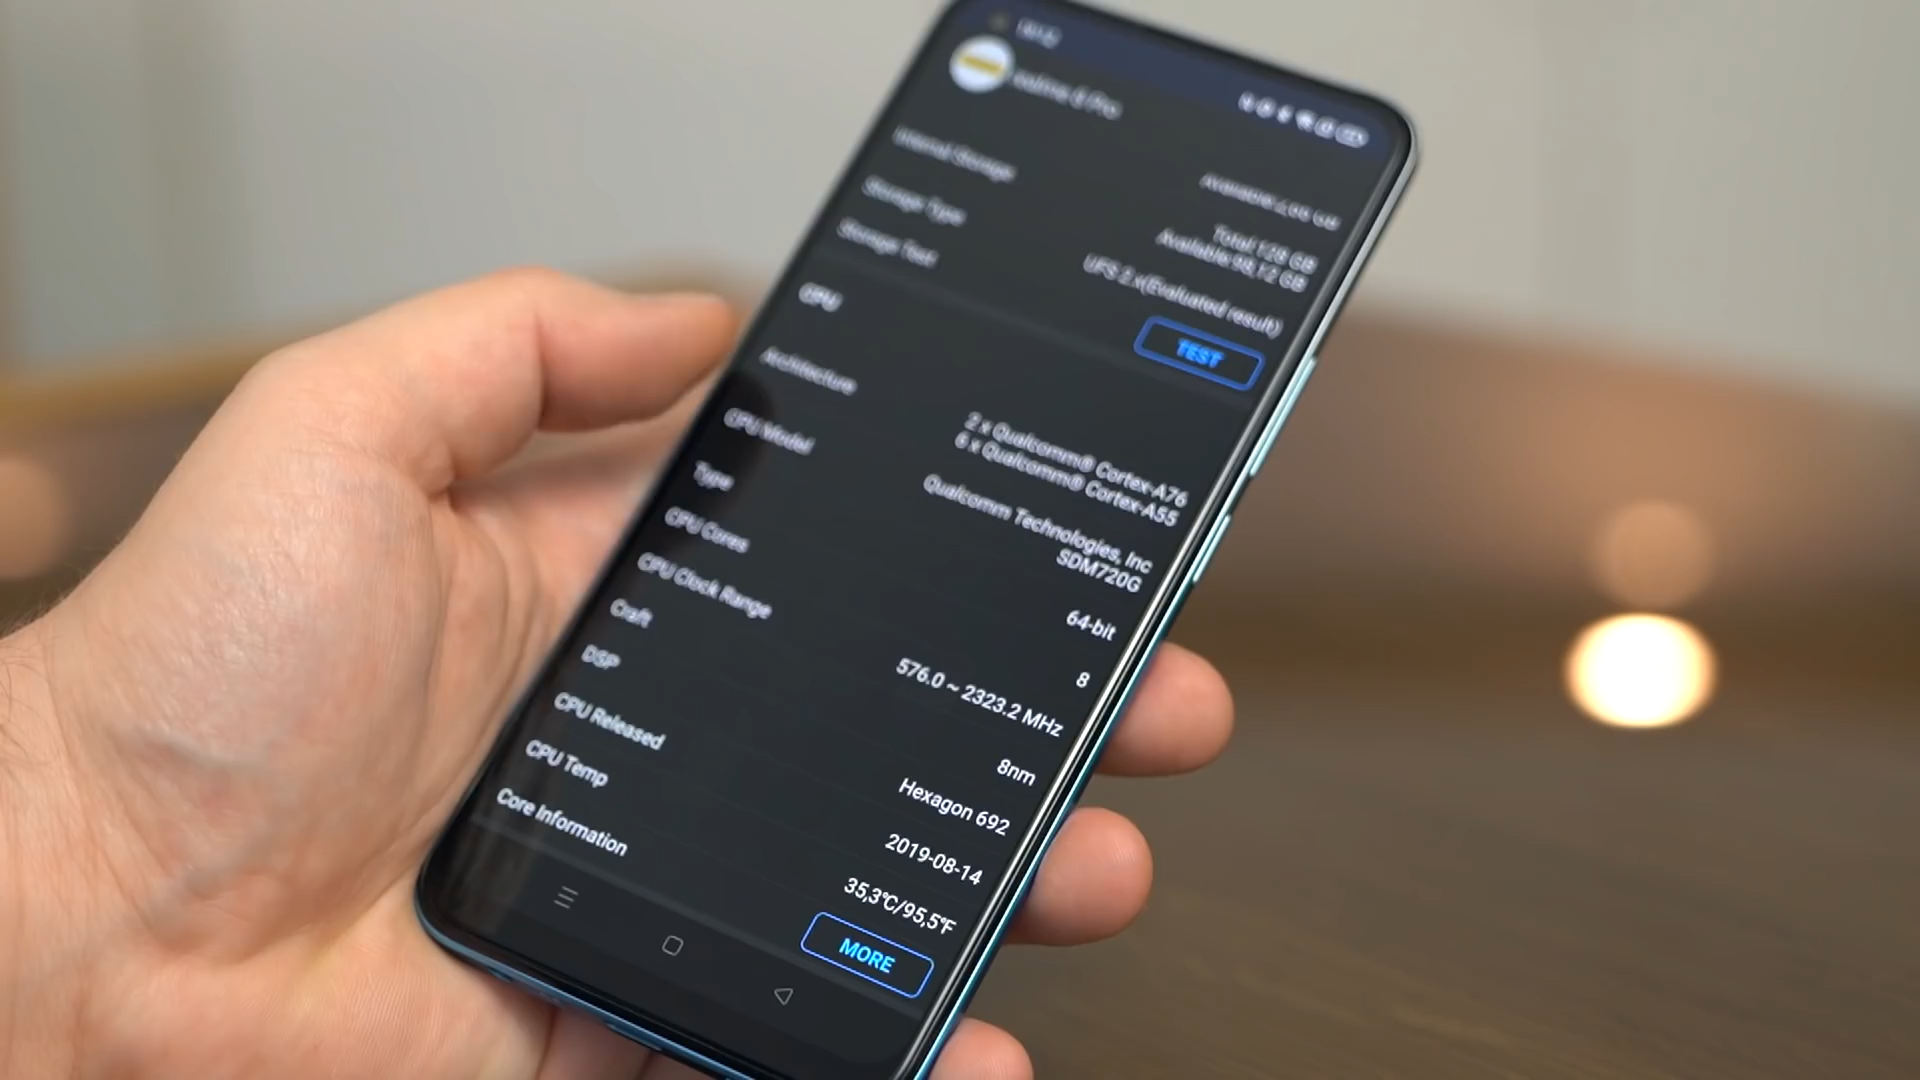 realme 8 Pro
Internal Storage
Total:128 GB
Available:98,12 GB
Storage Type
UFS 2.x(Evaluated result)
Storage Test
TEST
CPU
Architecture
2 x Qualcomm® Cortex-A76
6 x Qualcomm® Cortex-A55
CPU Model
Qualcomm Technologies, Inc
SDM720G
Type
64-bit
CPU Cores
8
CPU Clock Range
576.0 ~ 2323.2 MHz
Craft
8nm
DSP
Hexagon 692
CPU Released
2019-08-14
CPU Temp
35,3℃/95,5℉
Core Information
MORE